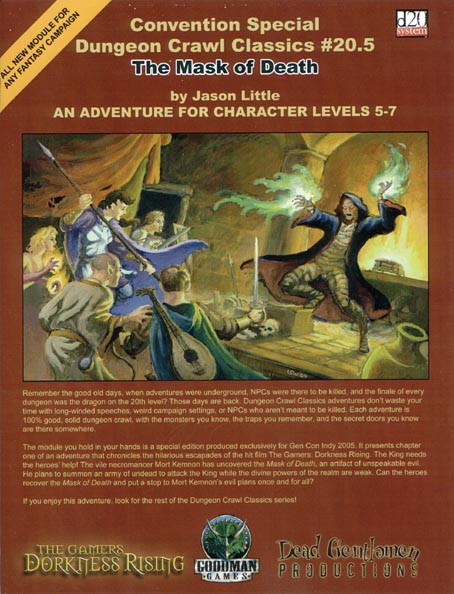 ALL NEW MODULE FOR
ANY FANTASY CAMPAIGN
d20
system
Convention Special
Dungeon Crawl Classics #20.5
The Mask of Death
by Jason Little
AN ADVENTURE FOR CHARACTER LEVELS 5-7
Remember the good old days, when adventures were underground, NPCs were there to be killed, and the finale of every
dungeon was the dragon on the 20th level? Those days are back. Dungeon Crawl Classics adventures don't waste your
time with long-winded speeches, weird campaign settings, or NPCs who aren't meant to be killed. Each adventure is
100% good, solid dungeon crawl, with the monsters you know, the traps you remember, and the secret doors you know
are there somewhere.
The module you hold in your hands is a special edition produced exclusively for Gen Con Indy 2005. It presents chapter
one of an adventure that chronicles the hilarious escapades of the hit film The Gamers: Dorkness Rising. The King needs
the heroes' help! The vile necromancer Mort Kemnon has uncovered the Mask of Death, an artifact of unspeakable evil.
He plans to summon an army of undead to attack the King while the divine powers of the realm are weak. Can the heroes
recover the Mask of Death and put a stop to Mort Kemnon's evil plans once and for all?
If you enjoy this adventure, look for the rest of the Dungeon Crawl Classics series!
THE GAMERS
DORKNESS RISING
GOODMAN
GAMES
Dead Gentlemen
PRODUCTIONS